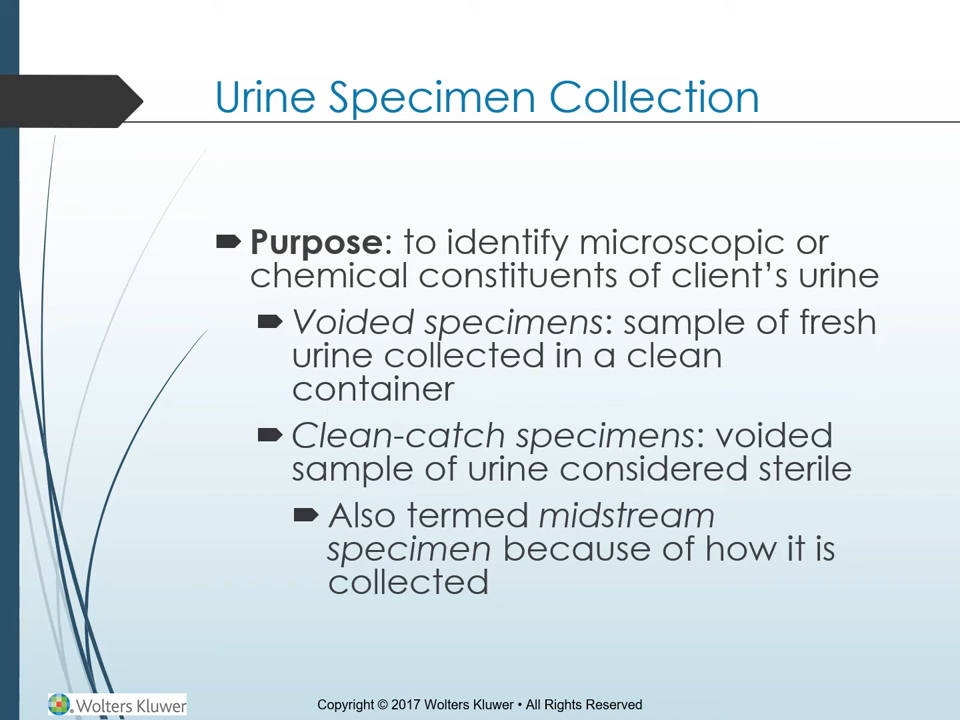 Urine Specimen Collection
Purpose: to identify microscopic or
chemical constituents of client’s urine
Voided specimens: sample of fresh
urine collected in a clean
container
Clean-catch specimens: voided
sample of urine considered sterile
Also termed midstream
specimen because of how it is
collected
Wolters Kluwer
Copyright © 2017 Wolters Kluwer • All Rights Reserved